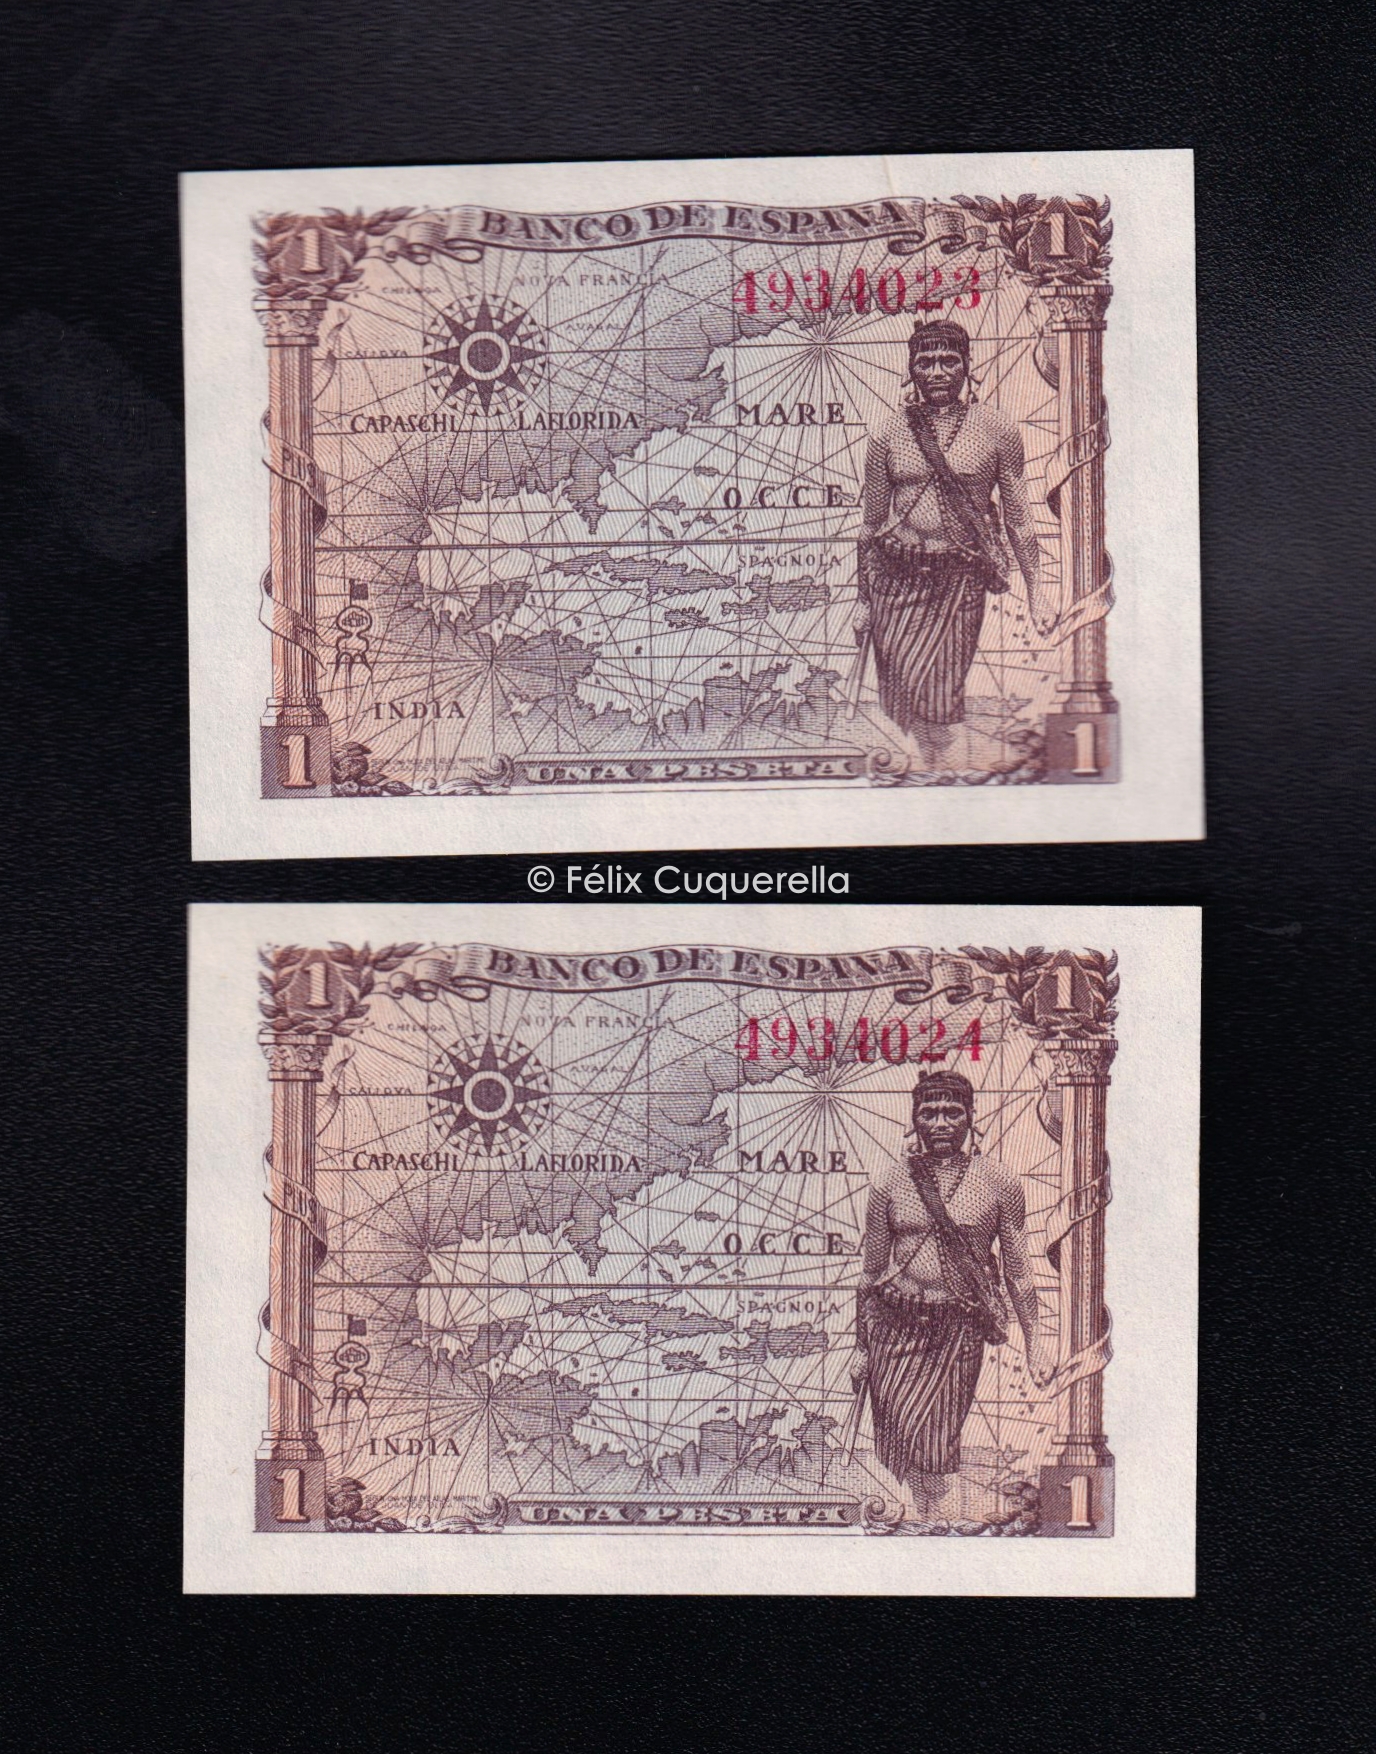 BANCO DE ESPAÑA
1 1
NOVA FRANCIA
4934023
CAPASCHI LAFLORIDA MARE
PLUS
OCCE
SPAGNOLA
INDIA
1 UNA PESETA 1
© Félix Cuquerella
BANCO DE ESPAÑA
1 1
NOVA FRANCIA
4934024
CAPASCHI LAFLORIDA MARE
PLUS
OCCE
SPAGNOLA
INDIA
1 UNA PESETA 1